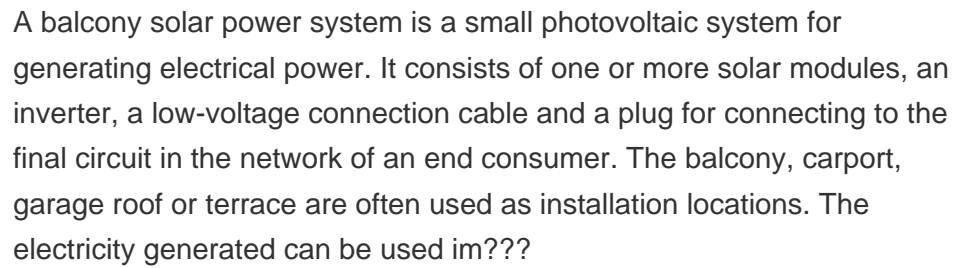 A balcony solar power system is a small photovoltaic system for
generating electrical power. It consists of one or more solar modules, an
inverter, a low-voltage connection cable and a plug for connecting to the
final circuit in the network of an end consumer. The balcony, carport,
garage roof or terrace are often used as installation locations. The
electricity generated can be used im???